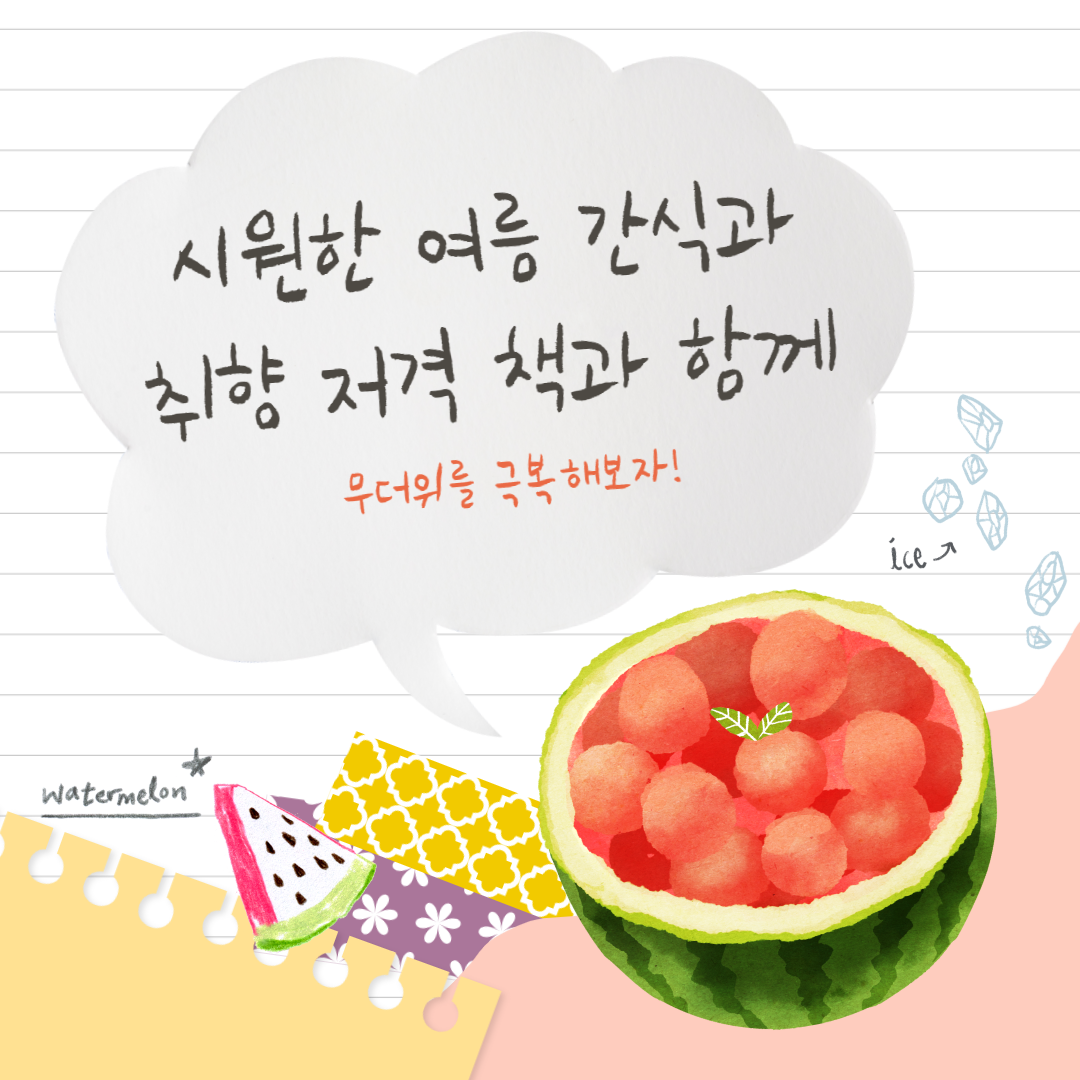 시원한 여름 간식과
취향 저격 책과 함께
무더위를 극복해보자!
ice
watermelon